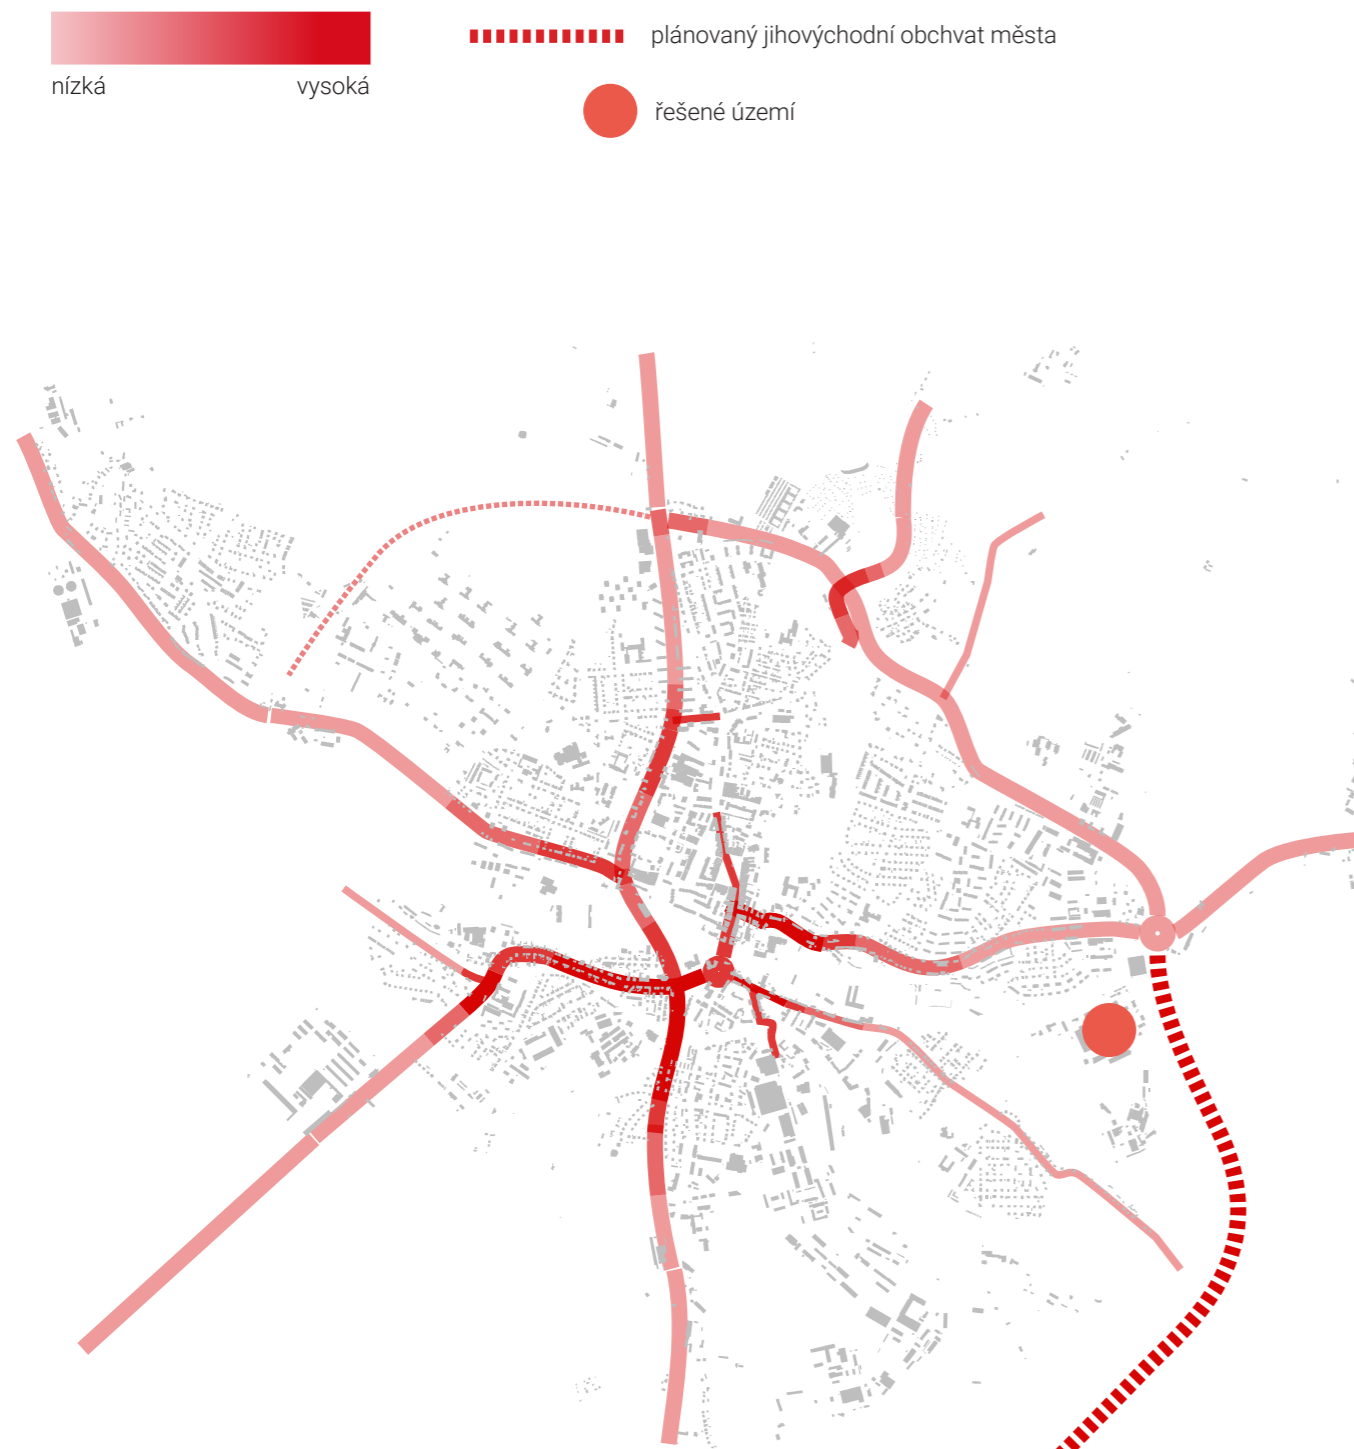 plánovaný jihovýchodní obchvat města
nízká
vysoká
řešené území